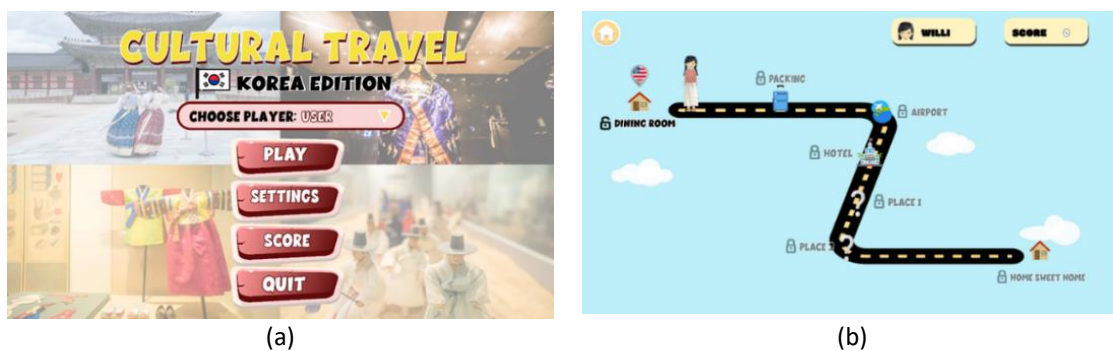 CULTURAL TRAVEL
KOREA EDITION
CHOOSE PLAYER: USER
PLAY
SETTINGS
SCORE
QUIT
(a)
WILLI
SCORE 0
PACKING
AIRPORT
DINING ROOM
HOTEL
PLACE 1
PLACE 2
HOME SWEET HOME
(b)